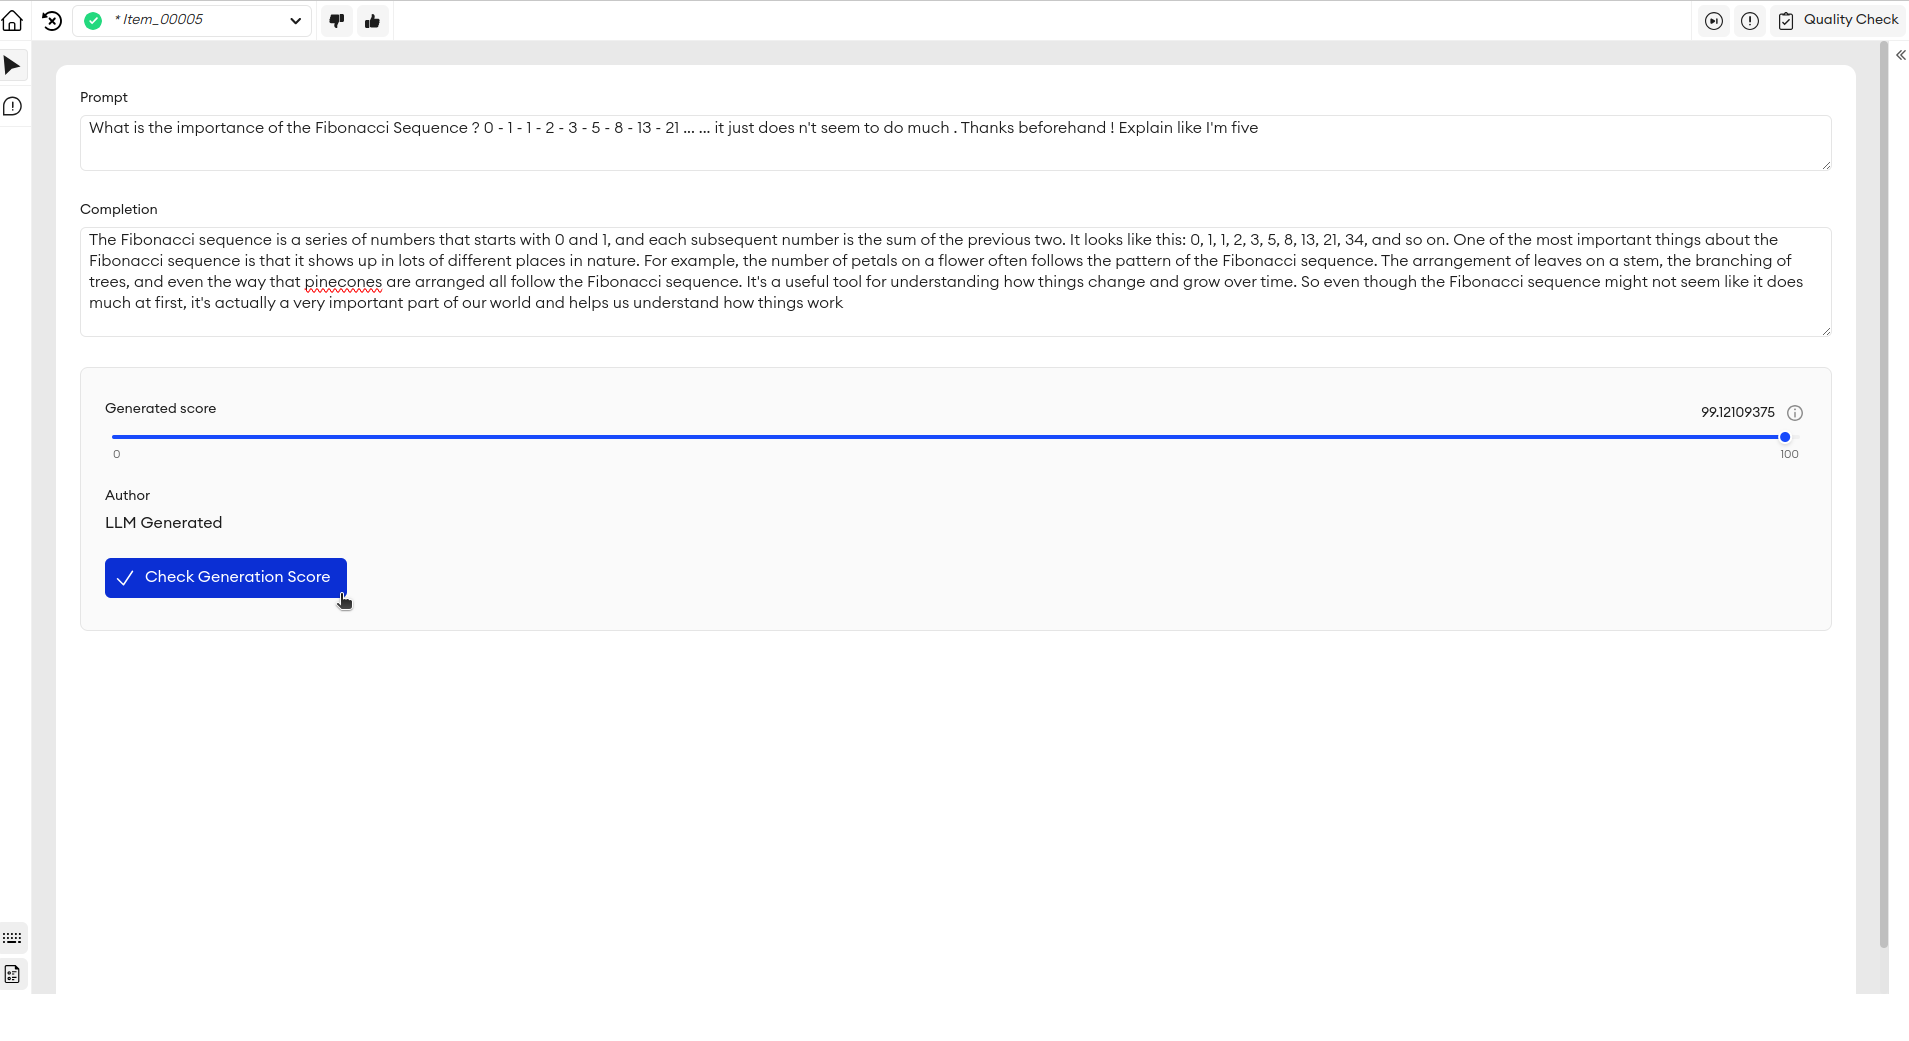 * Item_00005
Quality Check
Prompt
What is the importance of the Fibonacci Sequence ? 0 - 1 - 1 - 2 - 3 - 5 - 8 - 13 - 21 ... ... it just does n't seem to do much . Thanks beforehand ! Explain like I'm five
Completion
The Fibonacci sequence is a series of numbers that starts with 0 and 1, and each subsequent number is the sum of the previous two. It looks like this: 0, 1, 1, 2, 3, 5, 8, 13, 21, 34, and so on. One of the most important things about the
Fibonacci sequence is that it shows up in lots of different places in nature. For example, the number of petals on a flower often follows the pattern of the Fibonacci sequence. The arrangement of leaves on a stem, the branching of
trees, and even the way that pinecones are arranged all follow the Fibonacci sequence. It's a useful tool for understanding how things change and grow over time. So even though the Fibonacci sequence might not seem like it does
much at first, it's actually a very important part of our world and helps us understand how things work
Generated score
99.12109375
0
100
Author
LLM Generated
Check Generation Score